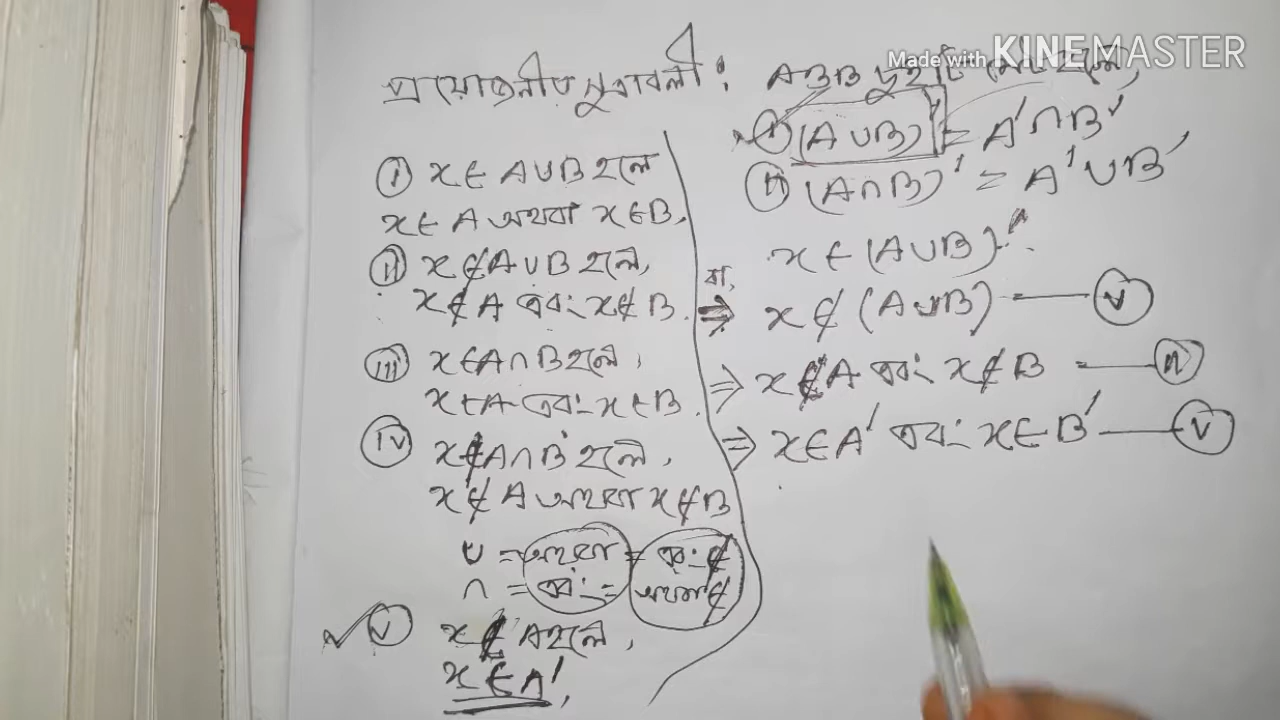 Made with KINEMASTER
প্রয়োজনীয় সুত্রাবলী:
i) x ∈ A∪B হলে
x ∈ A অথবা x ∈ B,
ii) x ∉ A∪B হলে,
x ∉ A এবং x ∉ B.
iii) x ∈ A∩B হলে,
x ∈ A এবং x ∈ B.
iv) x ∉ A∩B হলে,
x ∉ A অথবা x ∉ B
∪ = অথবা = এবং ∉
∩ = এবং = অথবা ∉
v) x ∉ A হলে,
x ∈ A',
A ও B দুইটি সেট হলে,
i) (A∪B)' = A'∩B'
ii) (A∩B)' = A'∪B'
x ∈ (A∪B)'.
বা, ⇒ x ∉ (A∪B) — v
⇒ x ∉ A এবং x ∉ B — ii
⇒ x ∈ A' এবং x ∈ B' — v